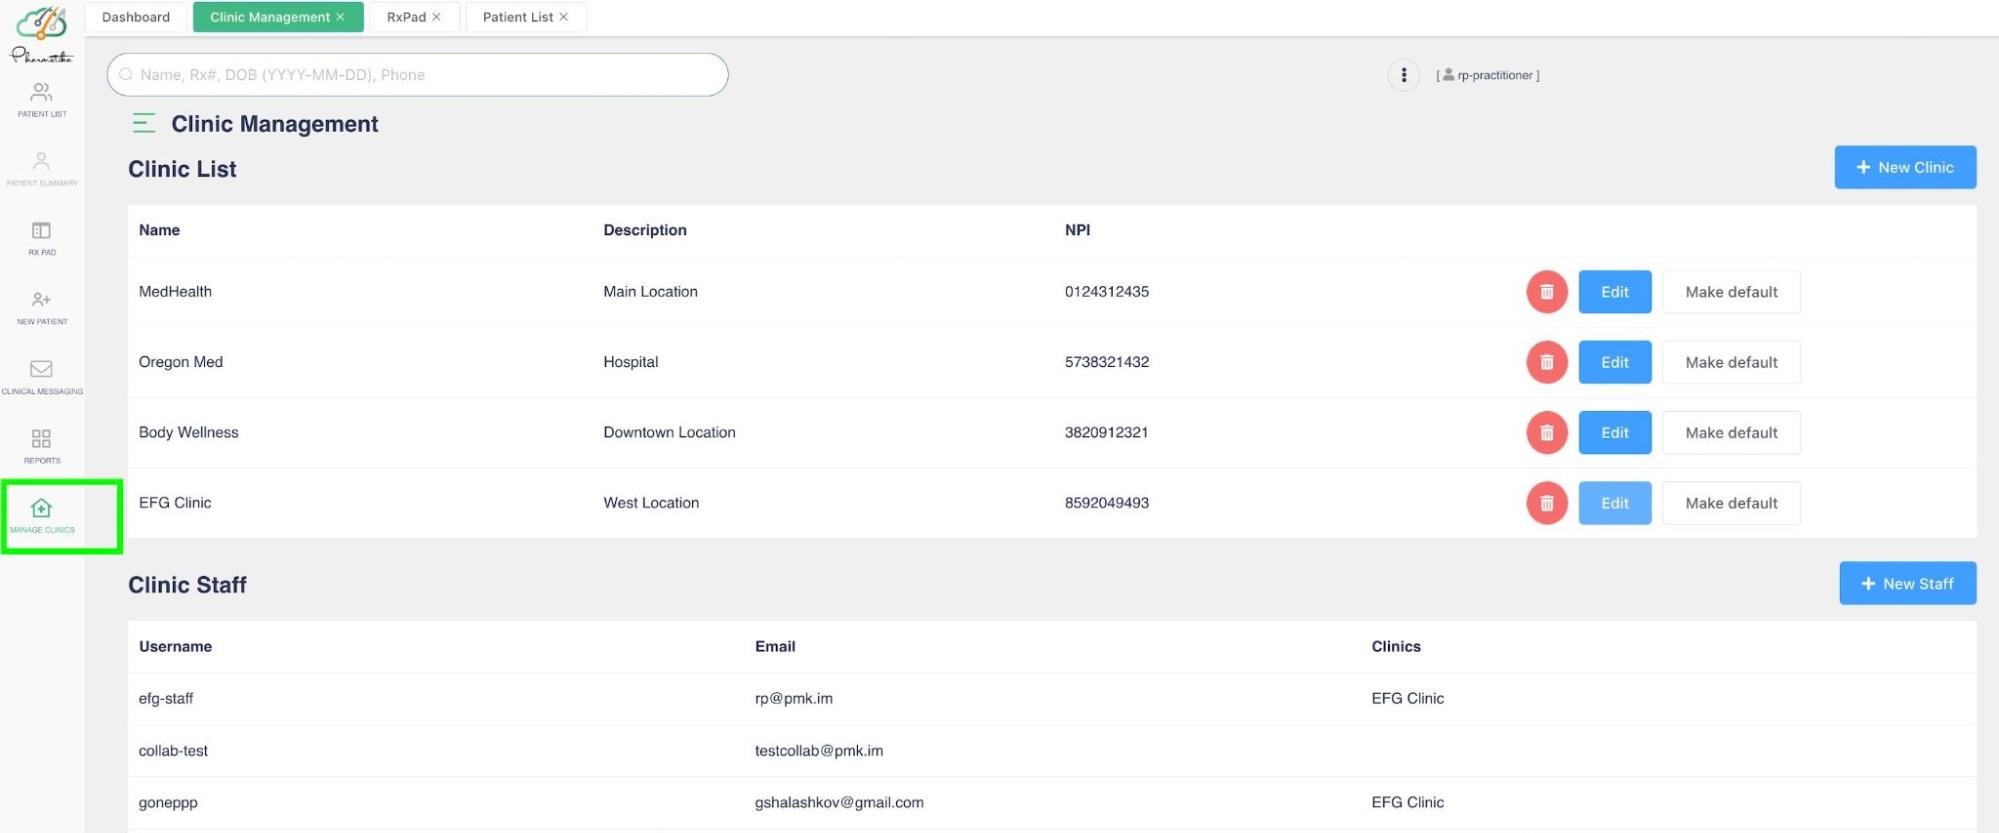 Dashboard
Clinic Management
RxPad
Patient List
Pharmetika
Name, Rx#, DOB (YYYY-MM-DD), Phone
[ rp-practitioner ]
PATIENT LIST
PATIENT SUMMARY
RX PAD
NEW PATIENT
CLINICAL MESSAGING
REPORTS
MANAGE CLINICS
Clinic Management
Clinic List
+ New Clinic
Name Description NPI
MedHealth Main Location 0124312435 Edit Make default
Oregon Med Hospital 5738321432 Edit Make default
Body Wellness Downtown Location 3820912321 Edit Make default
EFG Clinic West Location 8592049493 Edit Make default
Clinic Staff
+ New Staff
Username Email Clinics
efg-staff rp@pmk.im EFG Clinic
collab-test testcollab@pmk.im
goneppp gshalashkov@gmail.com EFG Clinic